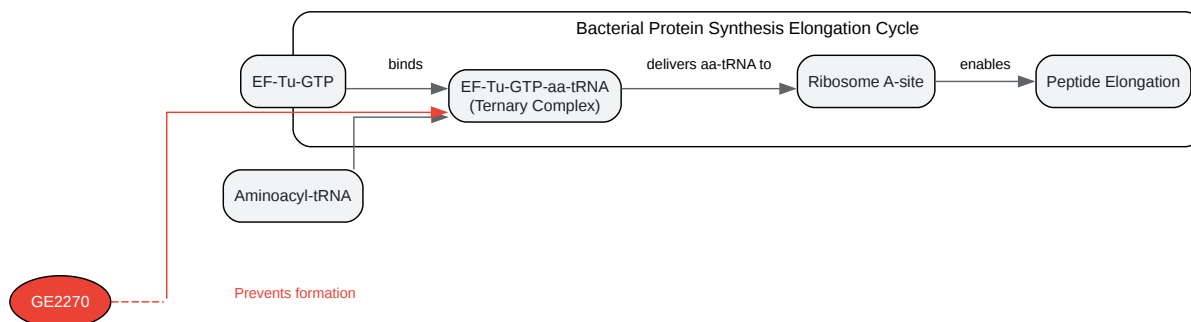 Bacterial Protein Synthesis Elongation Cycle
EF-Tu-GTP
binds
EF-Tu-GTP-aa-tRNA
(Ternary Complex)
delivers aa-tRNA to
Ribosome A-site
enables
Peptide Elongation
Aminoacyl-tRNA
GE2270
Prevents formation